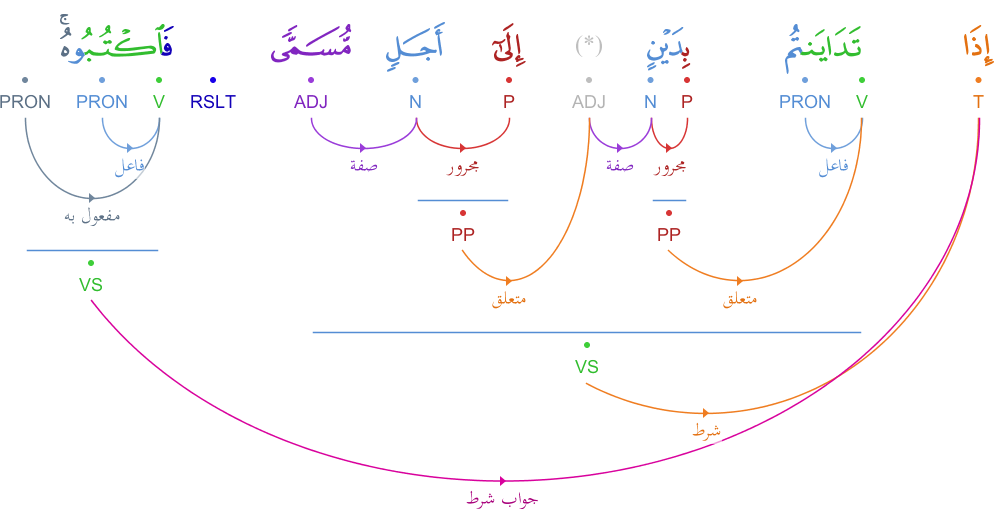 إِذَا تَدَايَنتُم بِدَيْنٍ (*) إِلَىٰٓ أَجَلٍ مُّسَمًّى فَٱكْتُبُوهُ ۚ
T V PRON P N ADJ P N ADJ RSLT V PRON PRON
فاعل مجرور صفة مجرور صفة فاعل
مفعول به
PP PP
VS
متعلق متعلق
VS
شرط
جواب شرط